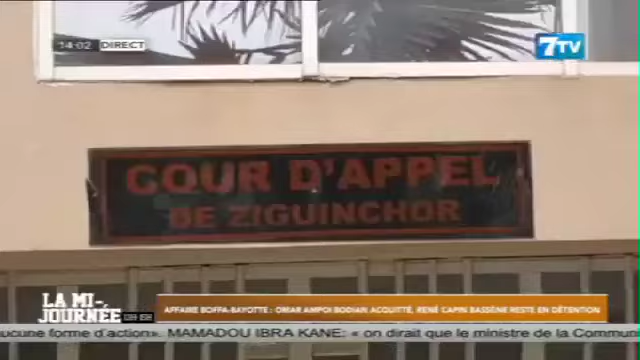 14:02 DIRECT
7TV
COUR D'APPEL
DE ZIGUINCHOR
LA MI-
JOURNÉE
AFFAIRE BOFFA-BAYOTTE : OMAR AMPOI BODIAN ACQUITTÉ, RENÉ CAPIN BASSÈNE RESTE EN DÉTENTION
aucune forme d'action». MAMADOU IBRA KANE: « on dirait que le ministre de la Commu